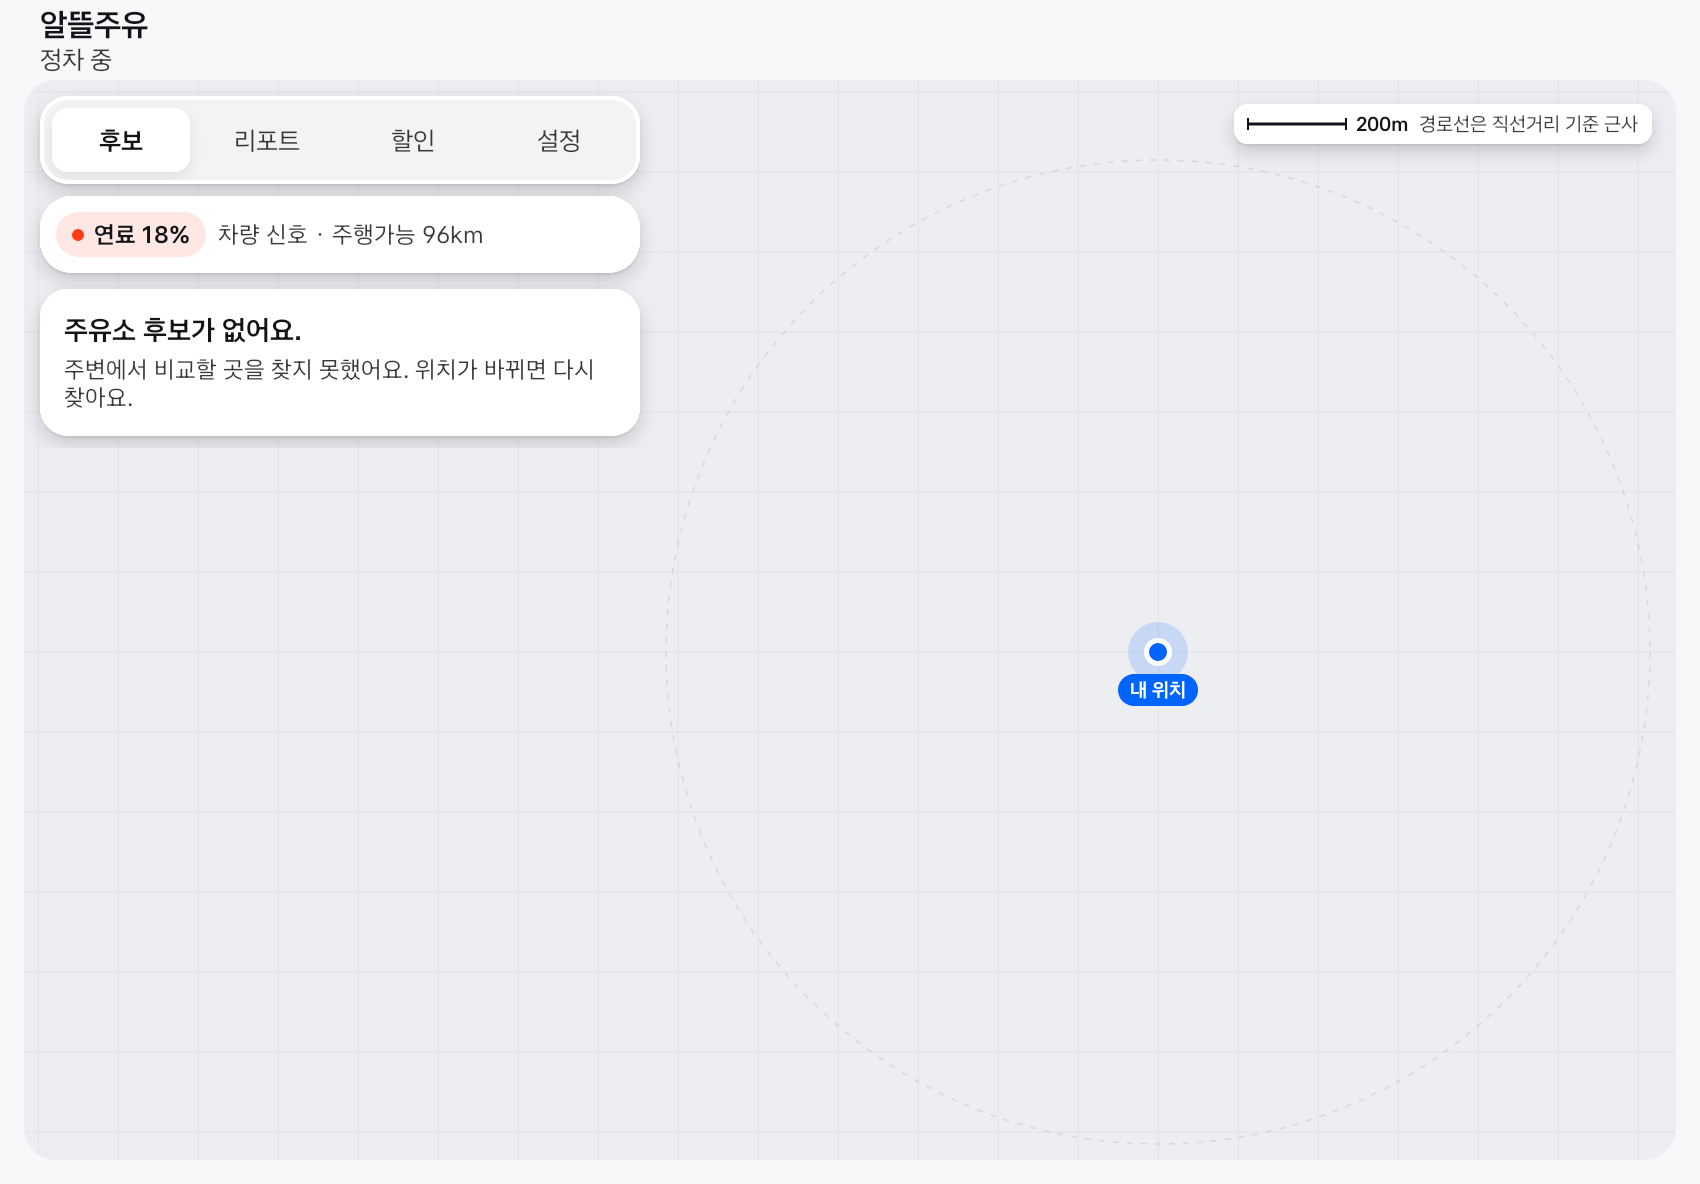 알뜰주유
정차 중
후보 리포트 할인 설정
200m 경로선은 직선거리 기준 근사
연료 18% 차량 신호 · 주행가능 96km
주유소 후보가 없어요.
주변에서 비교할 곳을 찾지 못했어요. 위치가 바뀌면 다시
찾아요.
내 위치